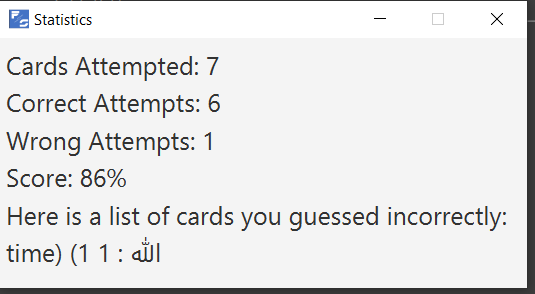 Statistics
Cards Attempted: 7
Correct Attempts: 6
Wrong Attempts: 1
Score: 86%
Here is a list of cards you guessed incorrectly:
time) (1 1 : الله